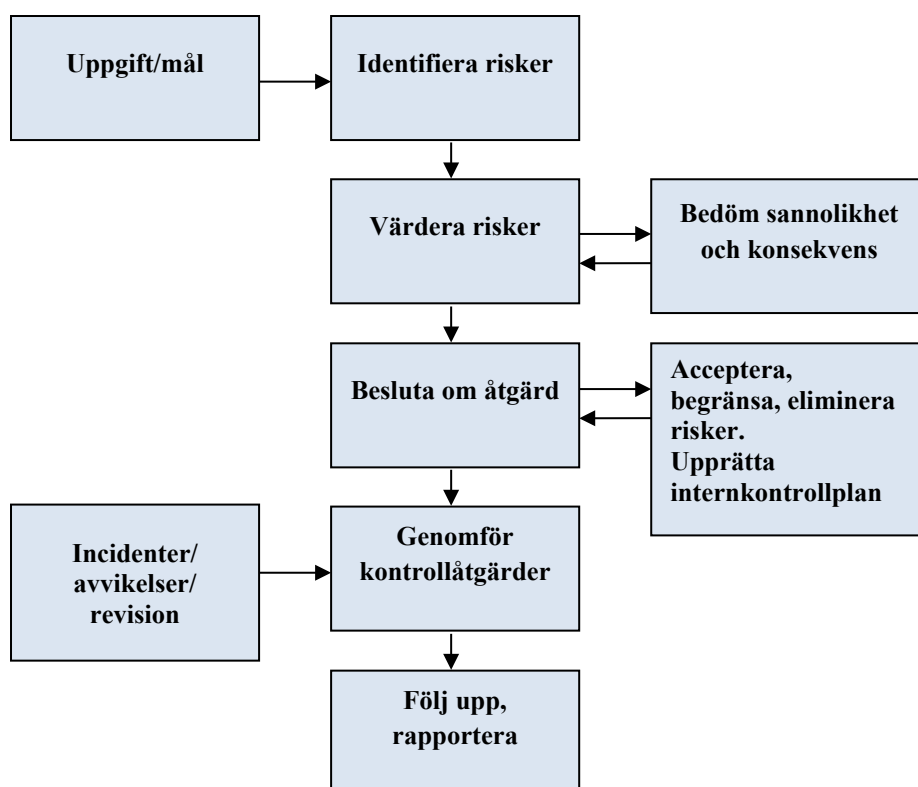 Uppgift/mål
Identifiera risker
Värdera risker
Bedöm sannolikhet
och konsekvens
Besluta om åtgärd
Acceptera,
begränsa, eliminera
risker.
Upprätta
internkontrollplan
Incidenter/
avvikelser/
revision
Genomför
kontrollåtgärder
Följ upp,
rapportera